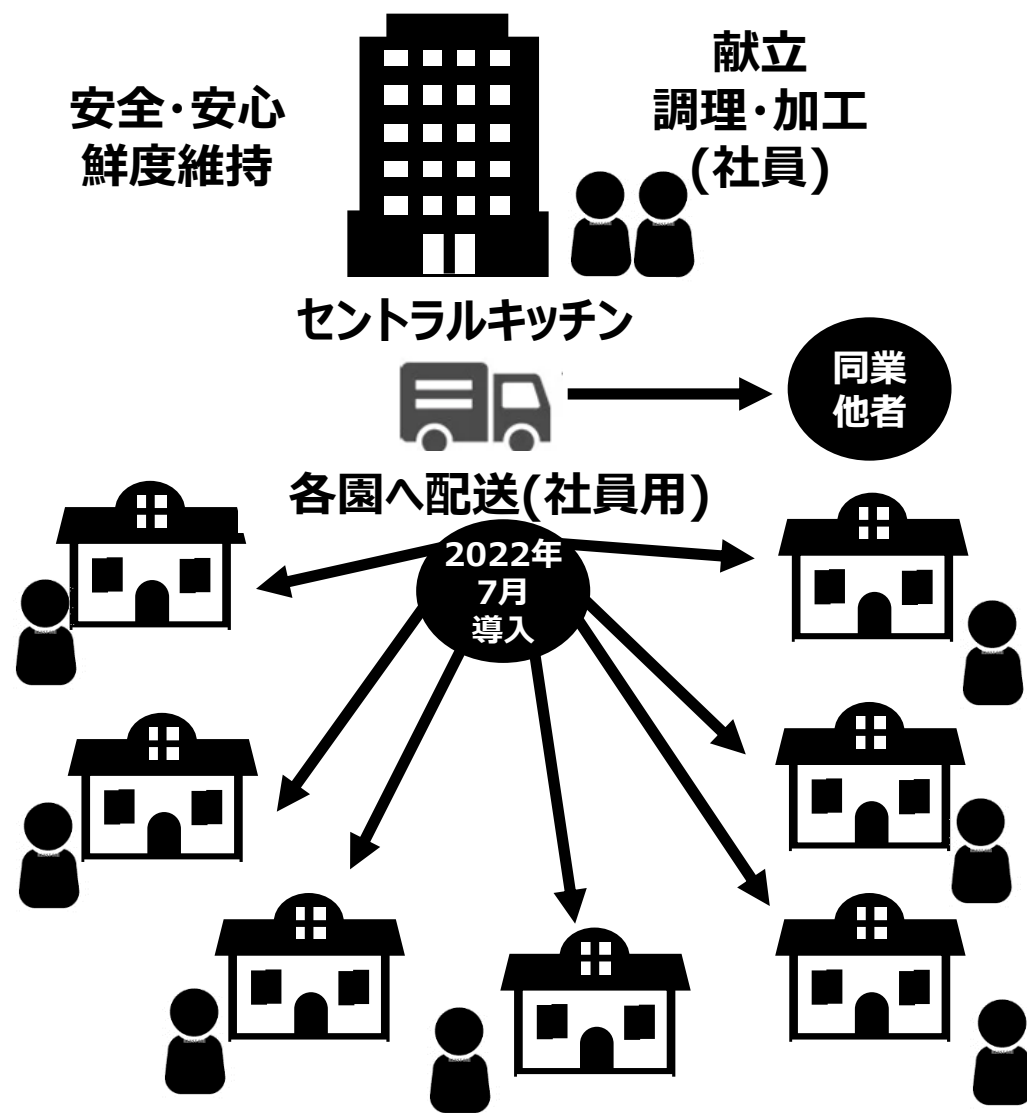 安全・安心
鮮度維持
献立
調理・加工
(社員)
セントラルキッチン
同業
他者
各園へ配送(社員用)
2022年
7月
導入